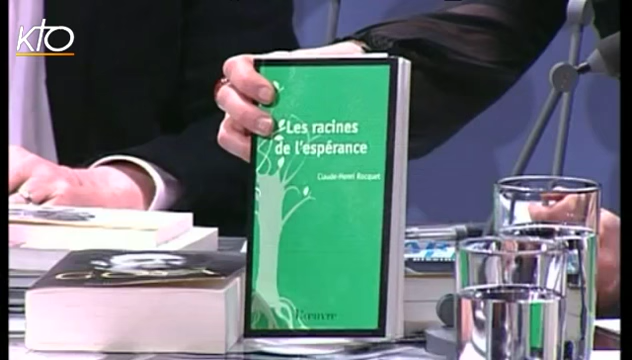 kto
Les racines
de l'espérance
Claude-Henri Rocquet
l'œuvre